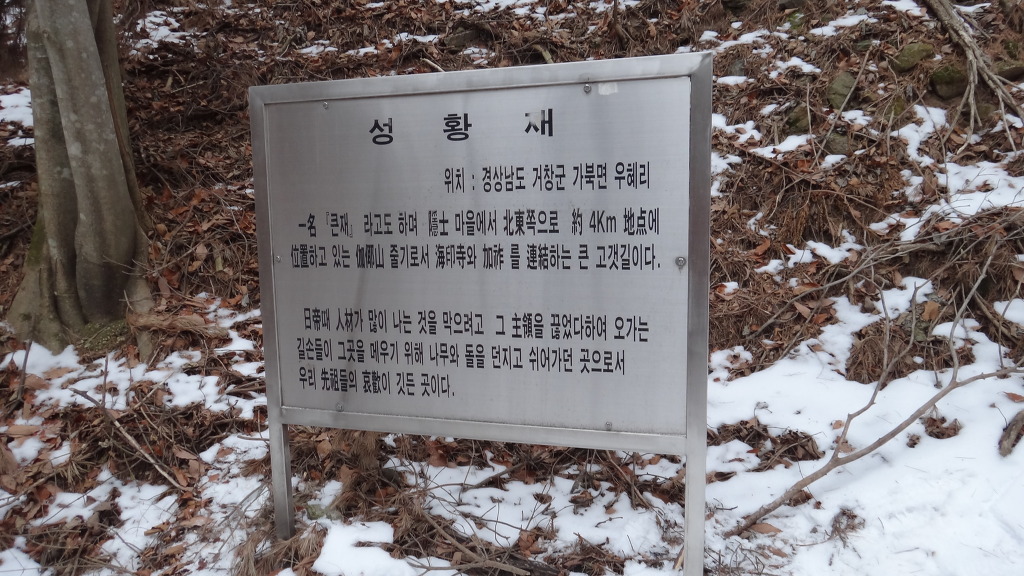 성 황 재
위치 : 경상남도 거창군 가북면 우혜리
一名 『큰재』 라고도 하며 隱士 마을에서 北東쪽으로 約 4Km 地点에
位置하고 있는 伽倻山 줄기로서 海印寺와 加祚 를 連結하는 큰 고갯길이다.
日帝때 人材가 많이 나는 것을 막으려고 그 主領을 끊었다하여 오가는
길손들이 그곳을 메우기 위해 나무와 돌을 던지고 쉬어가던 곳으로서
우리 先祖들의 哀歡이 깃든 곳이다.